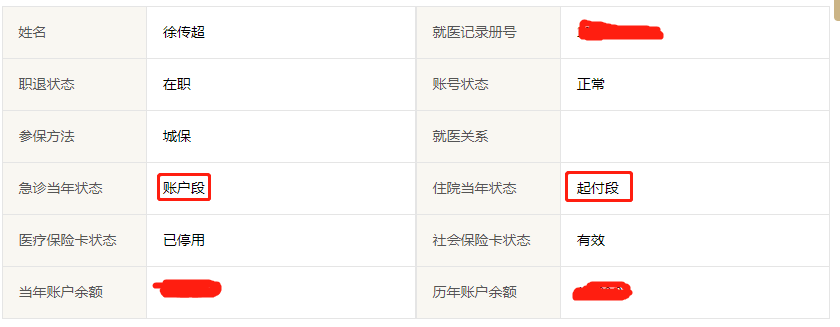 姓名 徐传超 就医记录册号
职退状态 在职 账号状态 正常
参保方法 城保 就医关系
急诊当年状态 账户段 住院当年状态 起付段
医疗保险卡状态 已停用 社会保险卡状态 有效
当年账户余额 历年账户余额